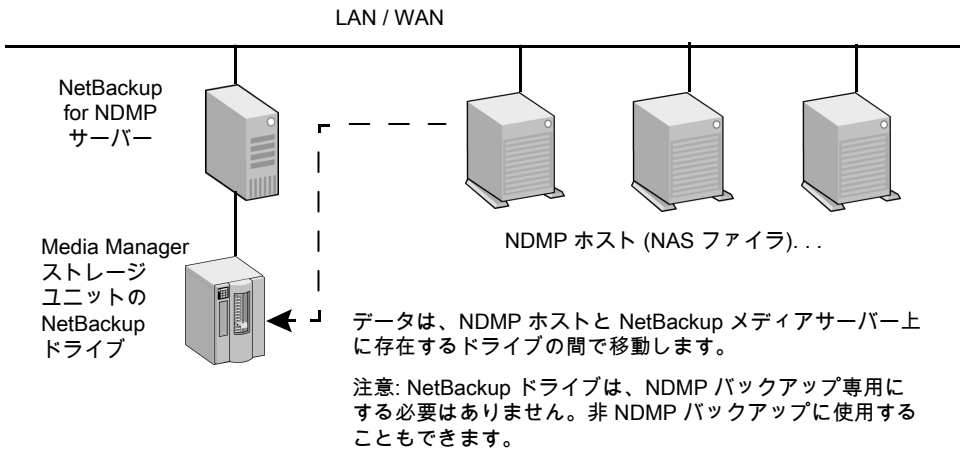 LAN / WAN
NetBackup
for NDMP
サーバー
Media Manager
ストレージ
ユニットの
NetBackup
ドライブ
NDMP ホスト (NAS ファイラ). . .
データは、NDMP ホストと NetBackup メディアサーバー上
に存在するドライブの間で移動します。
注意: NetBackup ドライブは、NDMP バックアップ専用に
する必要はありません。非 NDMP バックアップに使用する
こともできます。